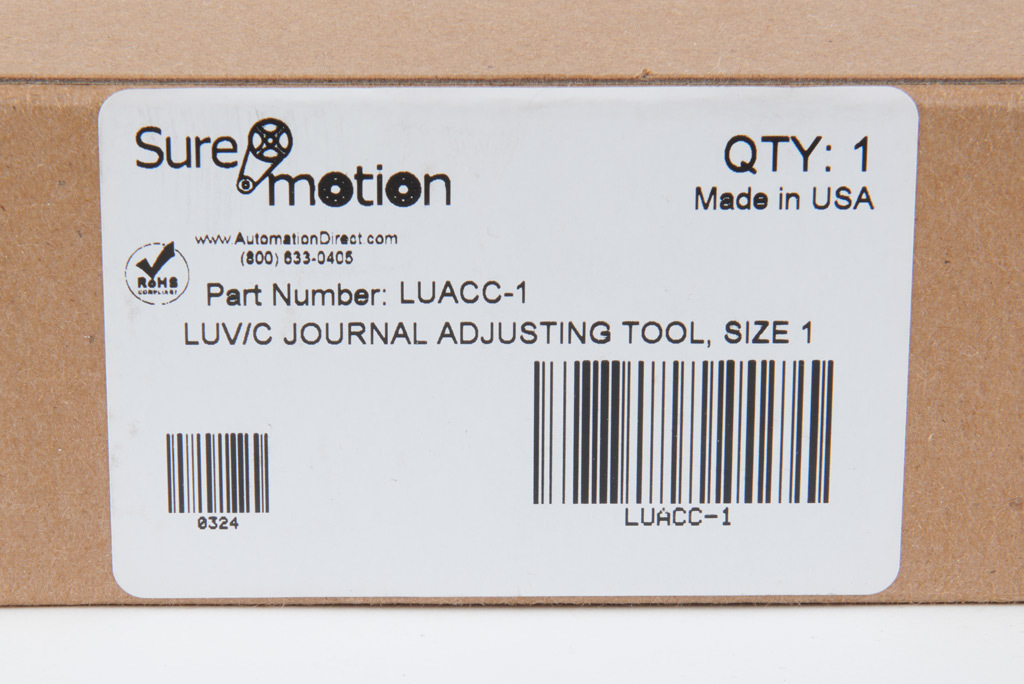 Sure motion
QTY: 1
Made in USA
www.AutomationDirect.com
(800) 633-0405
RoHS
COMPLIANT
Part Number: LUACC-1
LUV/C JOURNAL ADJUSTING TOOL, SIZE 1
0324
LUACC-1